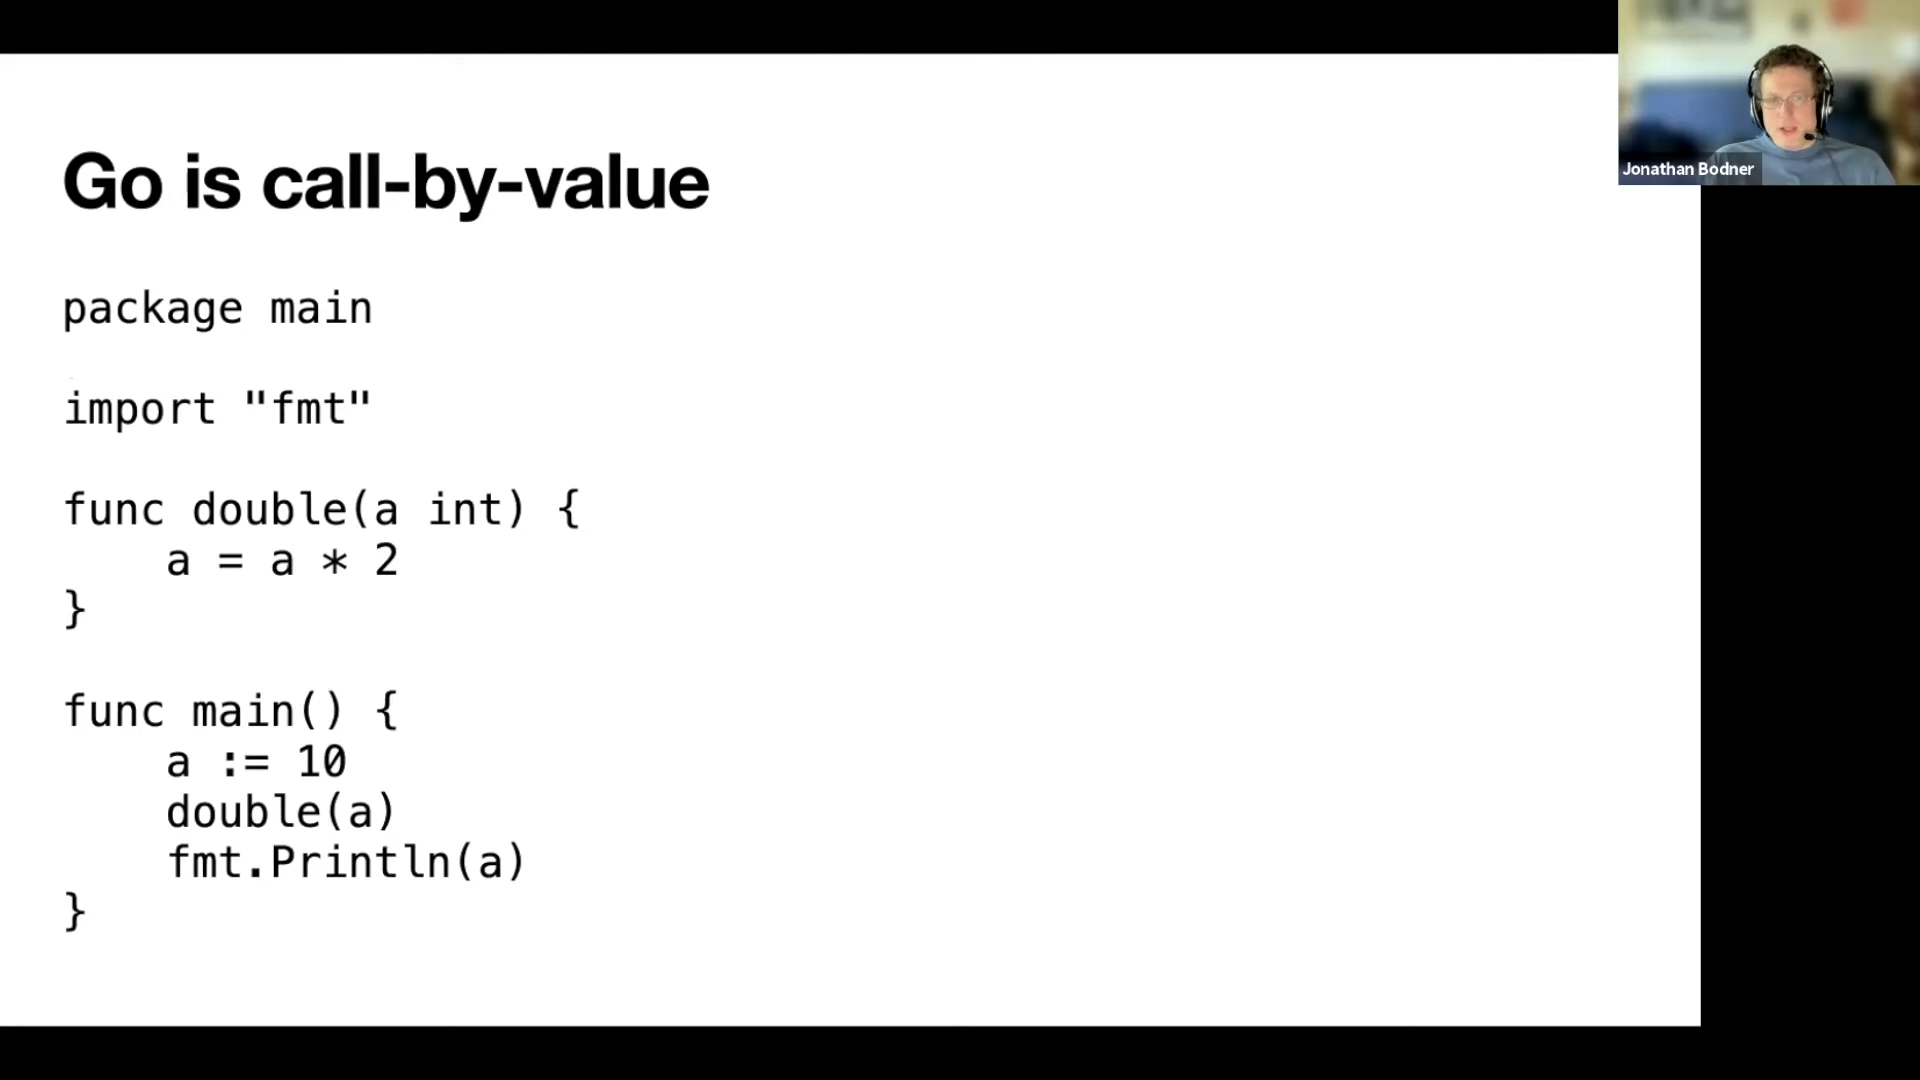 Go is call-by-value
package main
import "fmt"
func double(a int) {
    a = a * 2
}
func main() {
    a := 10
    double(a)
    fmt.Println(a)
}
Jonathan Bodner